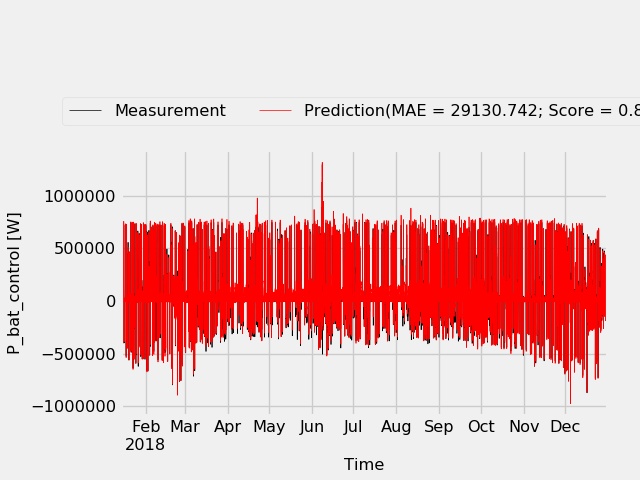 Measurement Prediction(MAE = 29130.742; Score = 0.8
P_bat_control [W]
1000000
500000
0
−500000
−1000000
Feb Mar Apr May Jun Jul Aug Sep Oct Nov Dec
2018
Time